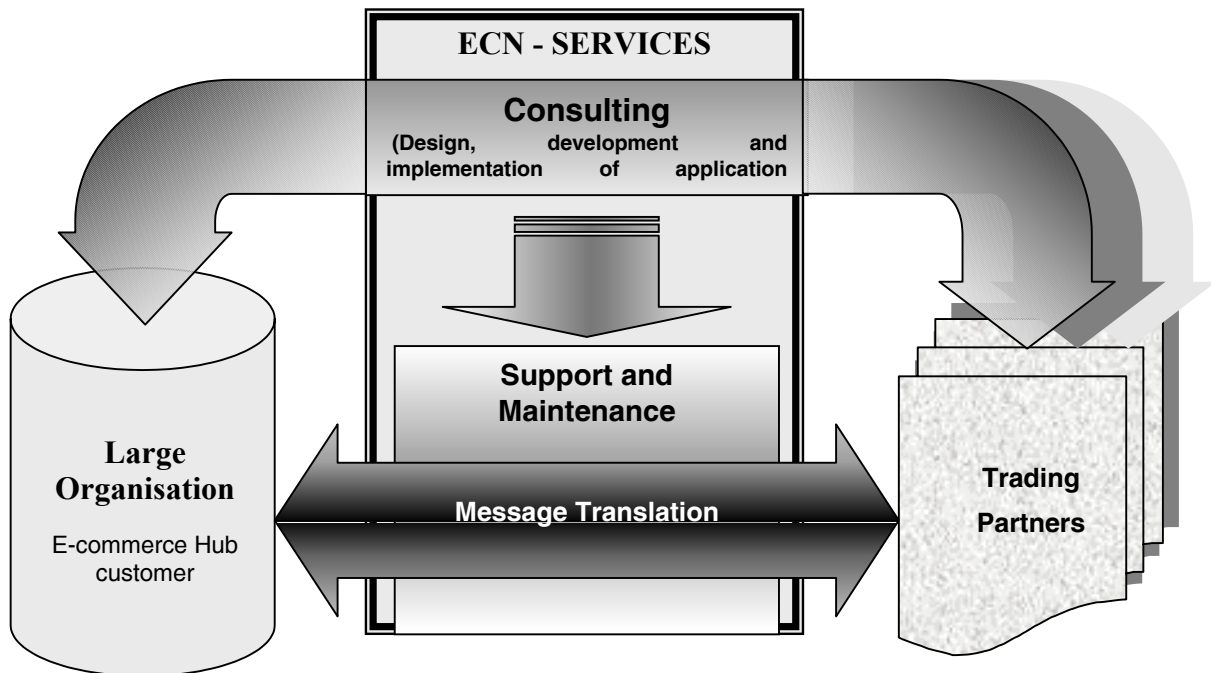 ECN - SERVICES
Consulting
(Design, development and
implementation of application
Support and
Maintenance
Large
Organisation
E-commerce Hub
customer
Message Translation
Trading
Partners